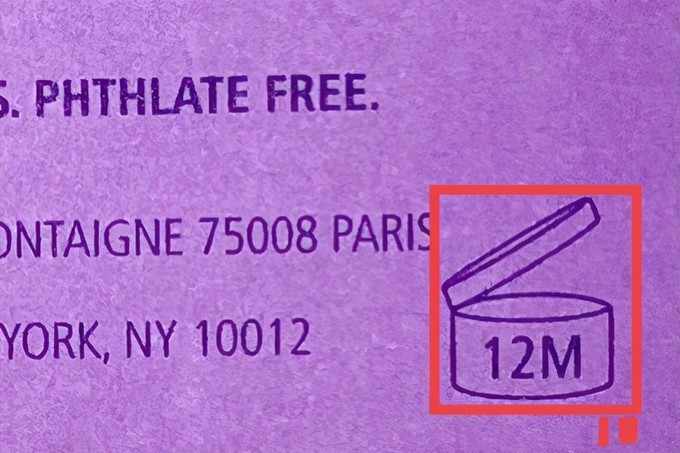 S. PHTHLATE FREE.
ONTAIGNE 75008 PARIS
YORK, NY 10012
12M